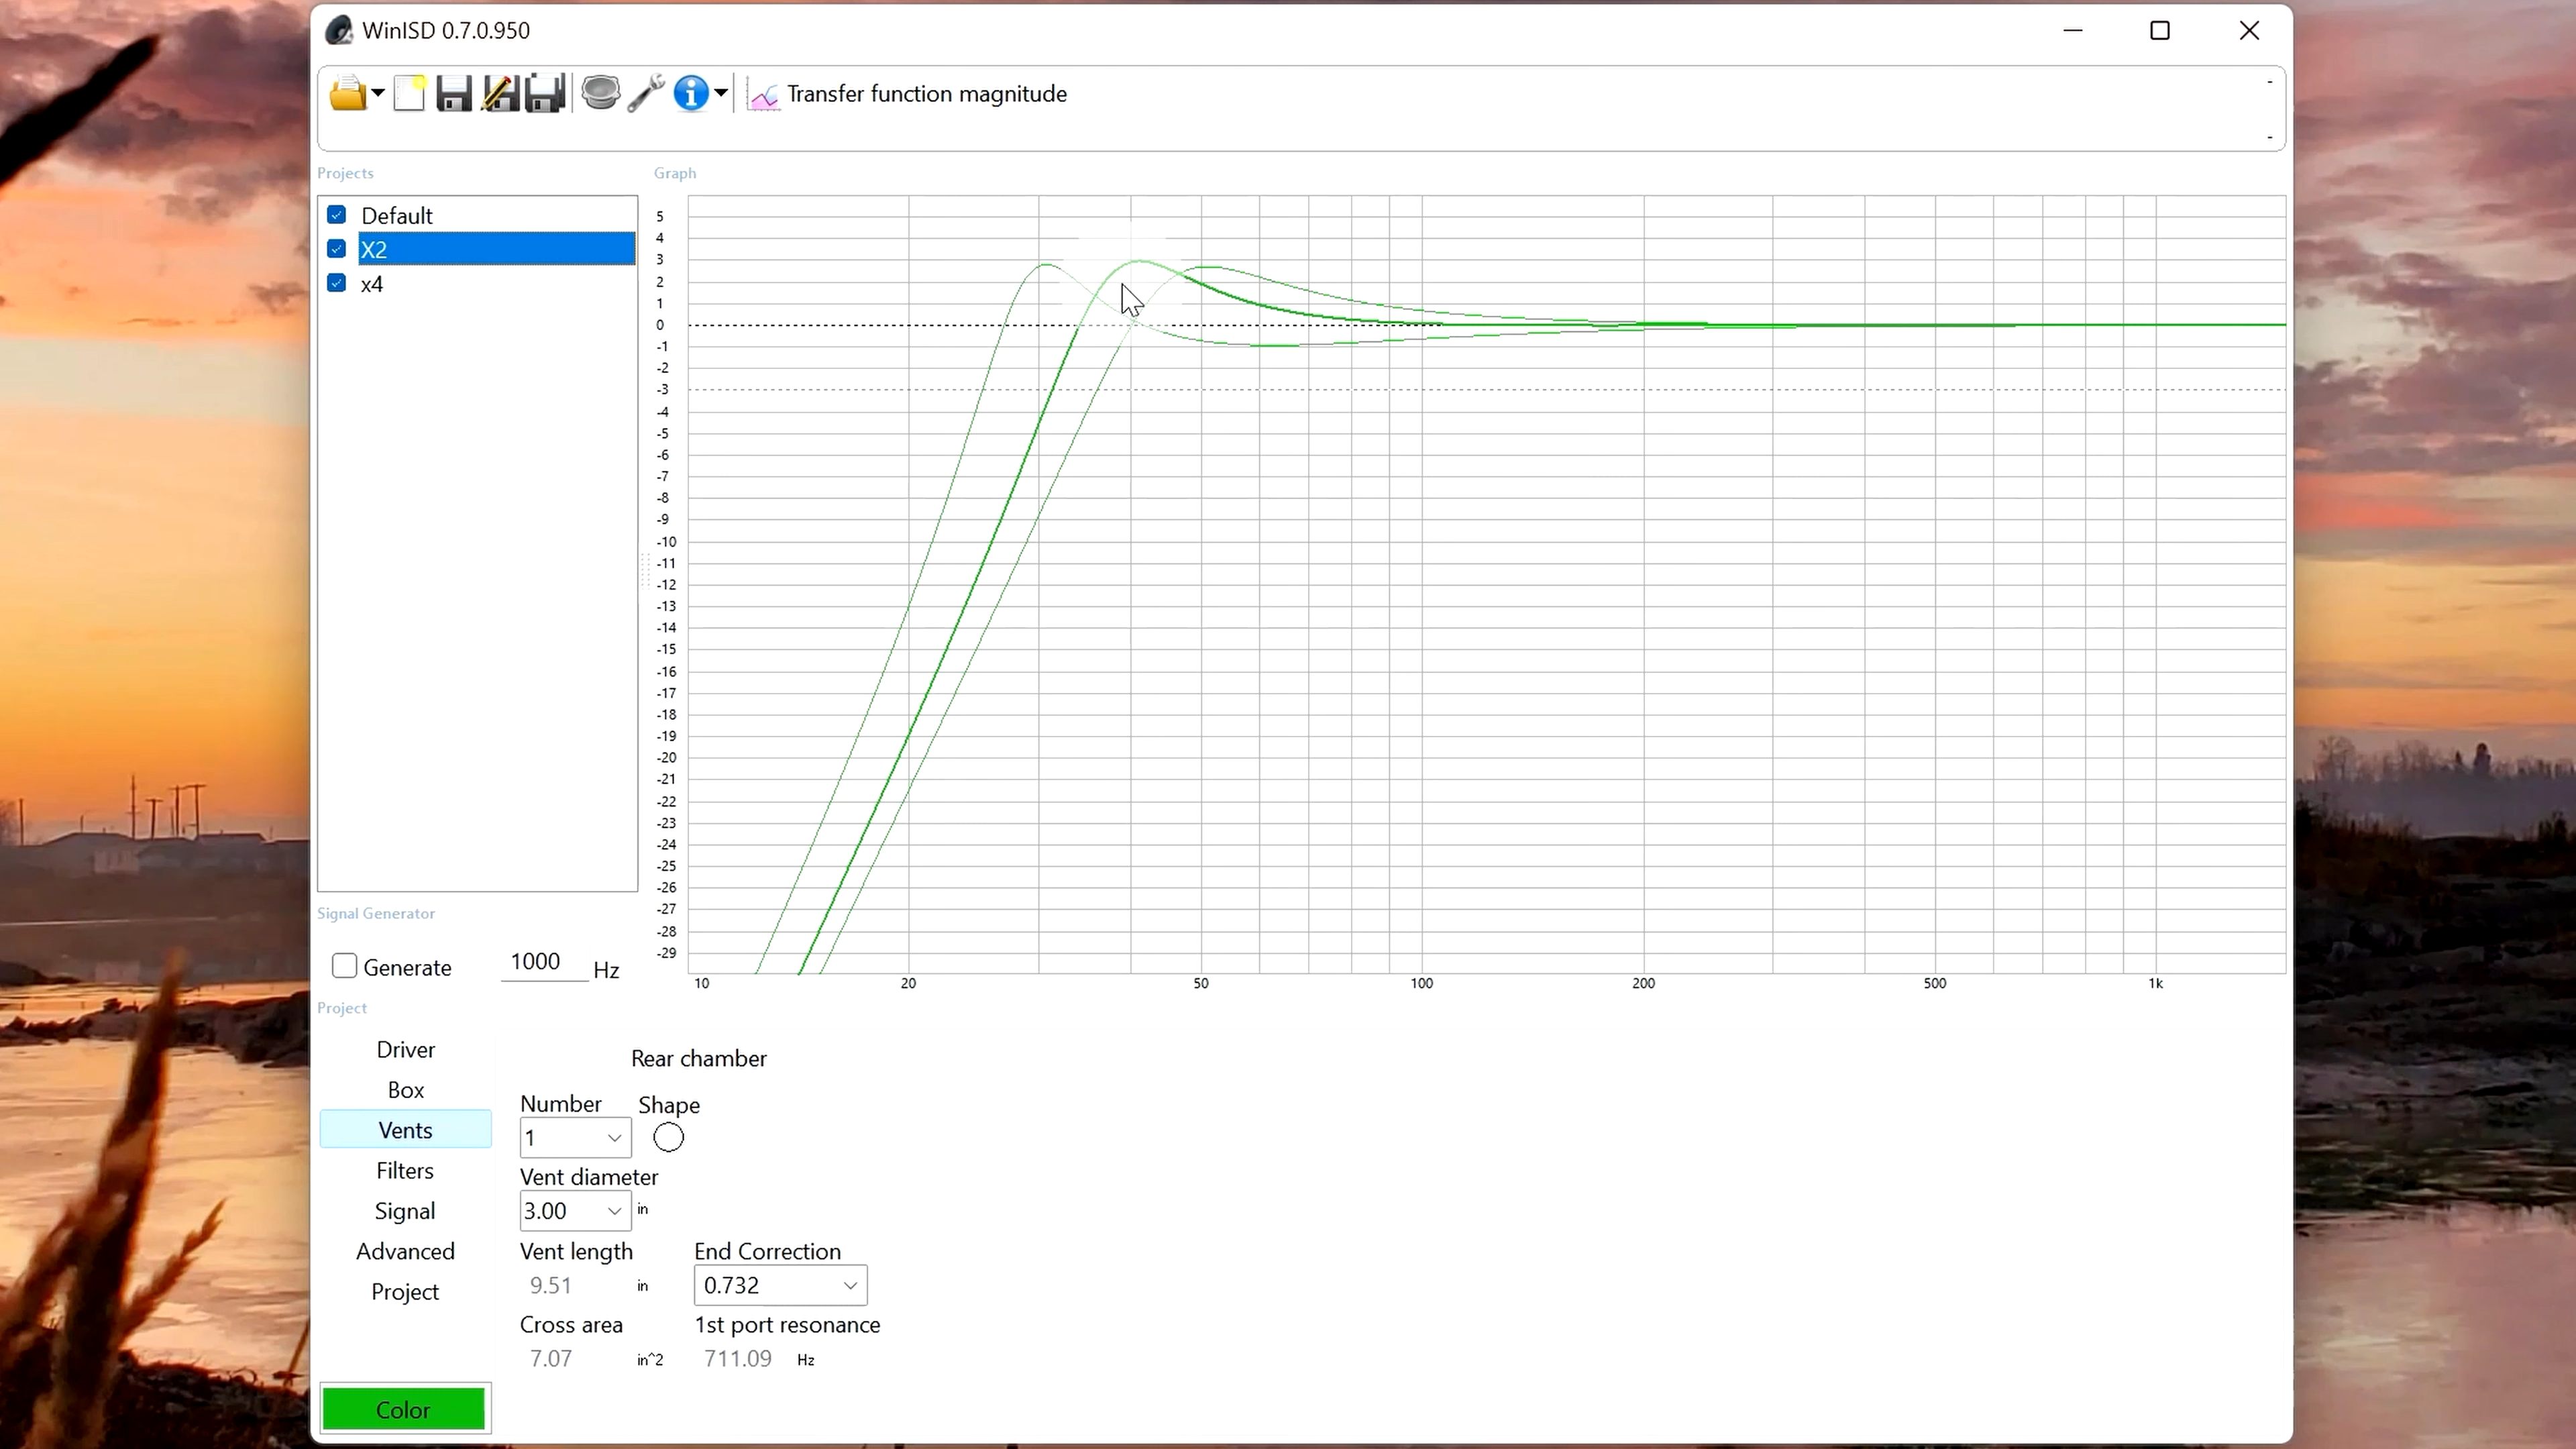 WinISD 0.7.0.950
Transfer function magnitude
Projects
Default
X2
x4
Graph
5
4
3
2
1
0
-1
-2
-3
-4
-5
-6
-7
-8
-9
-10
-11
-12
-13
-14
-15
-16
-17
-18
-19
-20
-21
-22
-23
-24
-25
-26
-27
-28
-29
10 20 50 100 200 500 1k
Signal Generator
Generate 1000 Hz
Project
Driver
Box
Vents
Filters
Signal
Advanced
Project
Color
Rear chamber
Number Shape
1
Vent diameter
3.00 in
Vent length End Correction
9.51 in 0.732
Cross area 1st port resonance
7.07 in^2 711.09 Hz